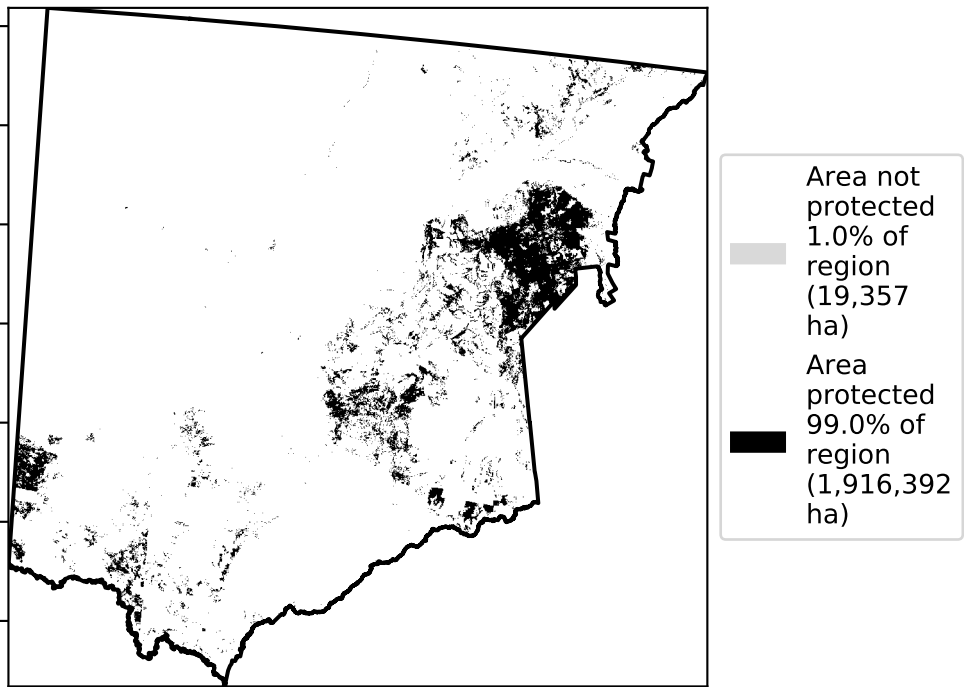 Area not
protected
1.0% of
region
(19,357
ha)
Area
protected
99.0% of
region
(1,916,392
ha)